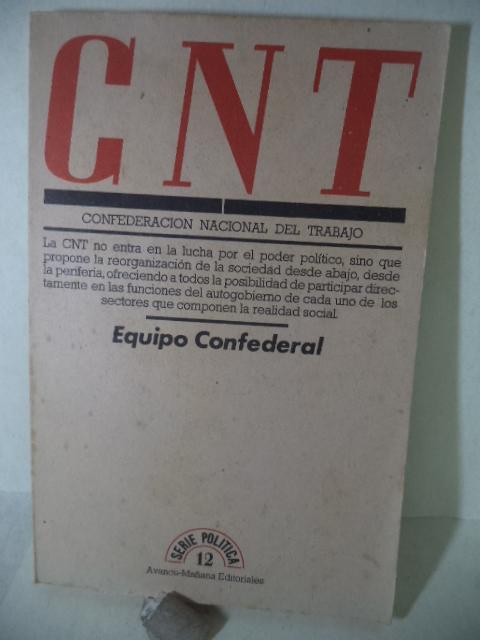 CNT
CONFEDERACION NACIONAL DEL TRABAJO
La CNT no entra en la lucha por el poder político, sino que
propone la reorganización de la sociedad desde abajo, desde
la periferia, ofreciendo a todos la posibilidad de participar direc-
tamente en las funciones del autogobierno de cada uno de los
sectores que componen la realidad social.
Equipo Confederal
SERIE POLITICA
12
Avance-Mañana Editoriales